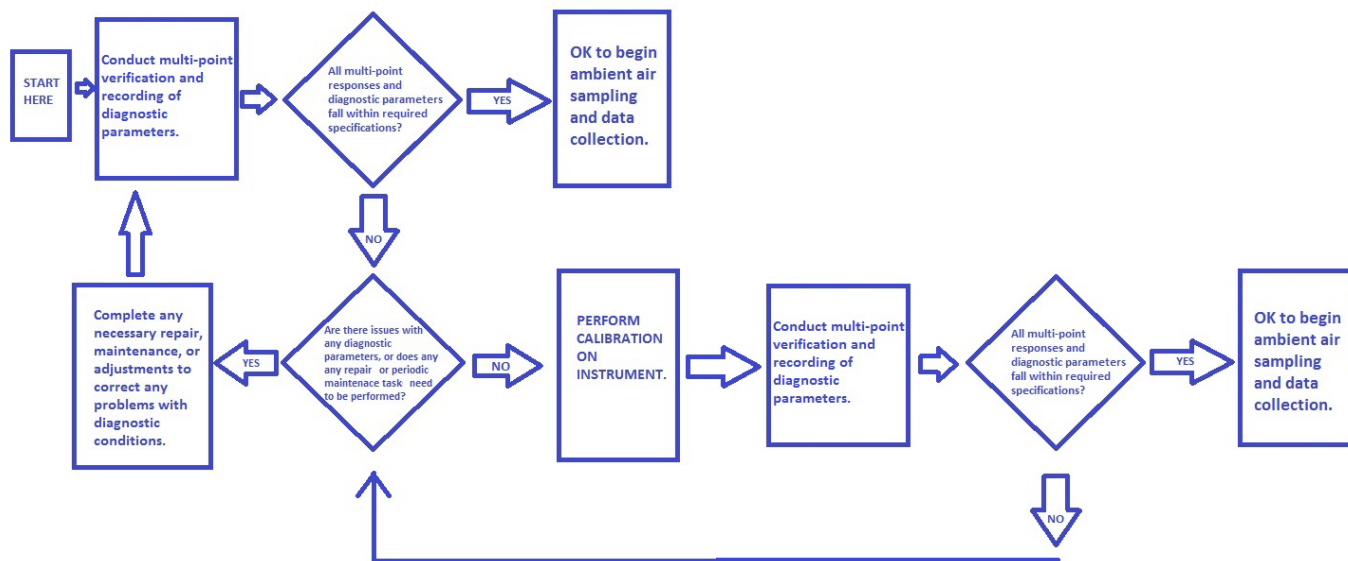 START
HERE
Conduct multi-point
verification and
recording of
diagnostic
parameters.
All multi-point
responses and
diagnostic parameters
fall within required
specifications?
YES
OK to begin
ambient air
sampling
and data
collection.
NO
Complete any
necessary repair,
maintenance, or
adjustments to
correct any
problems with
diagnostic
conditions.
YES
Are there issues with
any diagnostic
parameters, or does any
any repair or periodic
maintenace task need
to be performed?
NO
PERFORM
CALIBRATION
ON
INSTRUMENT.
Conduct multi-point
verification and
recording of
diagnostic
parameters.
All multi-point
responses and
diagnostic parameters
fall within required
specifications?
YES
OK to begin
ambient air
sampling
and data
collection.
NO